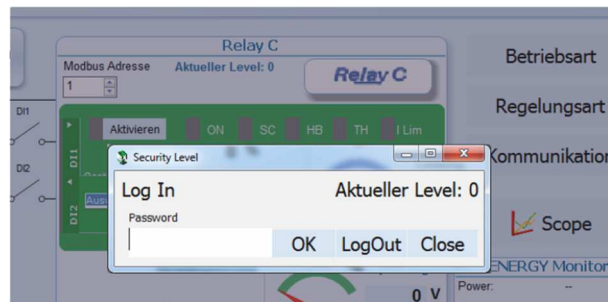 Relay C
Modbus Adresse
Aktueller Level: 0
Relay C
1
Betriebsart
Regelungsart
DI1
DI1
Aktivieren
ON
SC
HB
TH
I Lim
Security Level
Kommunikation
Log In
Aktueller Level: 0
DI2
DI2
Password
OK
LogOut
Close
Scope
ENERGY Monitor
Power:
--
0 V